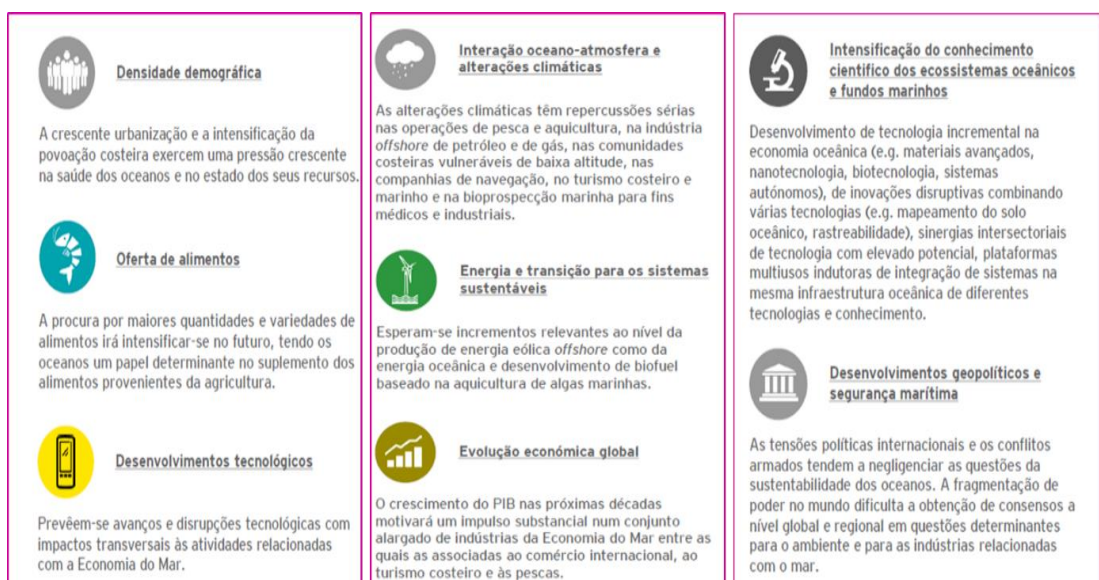 Densidade demográfica
A crescente urbanização e a intensificação da
povoação costeira exercem uma pressão crescente
na saúde dos oceanos e no estado dos seus recursos.
Oferta de alimentos
A procura por maiores quantidades e variedades de
alimentos irá intensificar-se no futuro, tendo os
oceanos um papel determinante no suplemento dos
alimentos provenientes da agricultura.
Desenvolvimentos tecnológicos
Prevêem-se avanços e disrupções tecnológicas com
impactos transversais às atividades relacionadas
com a Economia do Mar.
Interação oceano-atmosfera e
alterações climáticas
As alterações climáticas têm repercussões sérias
nas operações de pesca e aquicultura, na indústria
offshore de petróleo e de gás, nas comunidades
costeiras vulneráveis de baixa altitude, nas
companhias de navegação, no turismo costeiro e
marinho e na bioprospecção marinha para fins
médicos e industriais.
Energia e transição para os sistemas
sustentáveis
Esperam-se incrementos relevantes ao nível da
produção de energia eólica offshore como da
energia oceânica e desenvolvimento de biofuel
baseado na aquicultura de algas marinhas.
Evolução económica global
O crescimento do PIB nas próximas décadas
motivará um impulso substancial num conjunto
alargado de indústrias da Economia do Mar entre as
quais as associadas ao comércio internacional, ao
turismo costeiro e às pescas.
Intensificação do conhecimento
cientifico dos ecossistemas oceânicos
e fundos marinhos
Desenvolvimento de tecnologia incremental na
economia oceânica (e.g. materiais avançados,
nanotecnologia, biotecnologia, sistemas
autónomos), de inovações disruptivas combinando
várias tecnologias (e.g. mapeamento do solo
oceânico, rastreabilidade), sinergias intersectoriais
de tecnologia com elevado potencial, plataformas
multiusos indutoras de integração de sistemas na
mesma infraestrutura oceânica de diferentes
tecnologias e conhecimento.
Desenvolvimentos geopolíticos e
segurança marítima
As tensões políticas internacionais e os conflitos
armados tendem a negligenciar as questões da
sustentabilidade dos oceanos. A fragmentação de
poder no mundo dificulta a obtenção de consensos a
nível global e regional em questões determinantes
para o ambiente e para as indústrias relacionadas
com o mar.